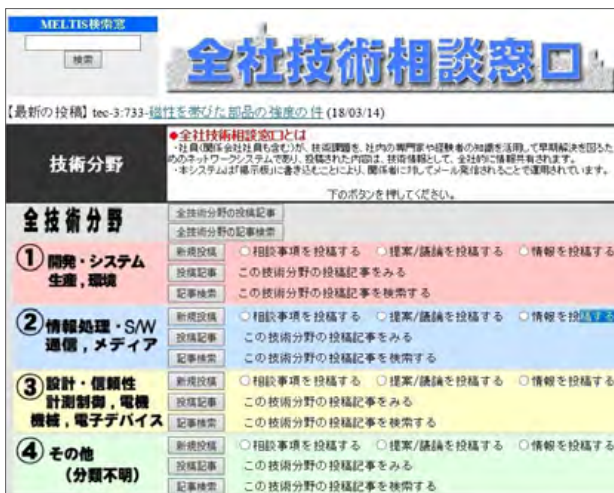 MELTIS検索窓
検索
全社技術相談窓口
【最新の投稿】 tec-3:733-磁性を帯びた部品の強度の件 (18/03/14)
技術分野
●全社技術相談窓口とは
・社員(関係会社社員も含む)が、技術課題を、社内の専門家や経験者の知識を活用して早期解決を図るた
めのネットワークシステムであり、投稿された内容は、技術情報として、全社的に情報共有されます。
・本システムは「掲示板」に書き込むことにより、関係者に対してメール発信されることで運用されています。
下のボタンを押してください。
全技術分野
全技術分野の投稿記事
全技術分野の記事検索
① 開発・システム
生産，環境
新規投稿 ○相談事項を投稿する ○提案/議論を投稿する ○情報を投稿する
投稿記事 この技術分野の投稿記事をみる
記事検索 この技術分野の投稿記事を検索する
② 情報処理・S/W
通信，メディア
新規投稿 ○相談事項を投稿する ○提案/議論を投稿する ○情報を投稿する
投稿記事 この技術分野の投稿記事をみる
記事検索 この技術分野の投稿記事を検索する
③ 設計・信頼性
計測制御，電機
機械，電子デバイス
新規投稿 ○相談事項を投稿する ○提案/議論を投稿する ○情報を投稿する
投稿記事 この技術分野の投稿記事をみる
記事検索 この技術分野の投稿記事を検索する
④ その他
(分類不明)
新規投稿 ○相談事項を投稿する ○提案/議論を投稿する ○情報を投稿する
投稿記事 この技術分野の投稿記事をみる
記事検索 この技術分野の投稿記事を検索する